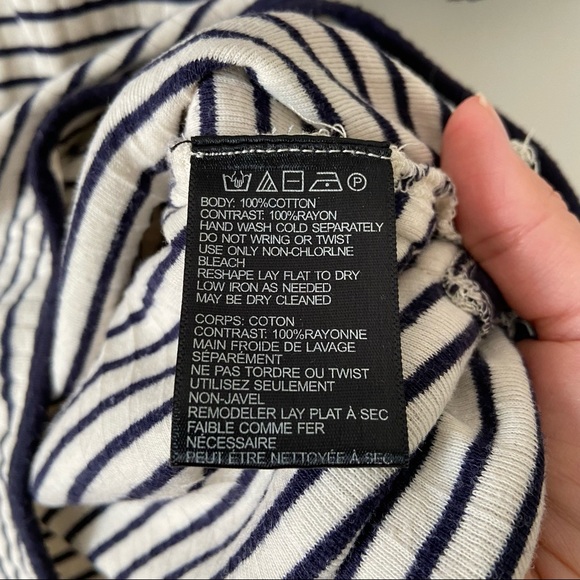 BODY: 100%COTTON
CONTRAST: 100%RAYON
HAND WASH COLD SEPARATELY
DO NOT WRING OR TWIST
USE ONLY NON-CHLORLNE
BLEACH
RESHAPE LAY FLAT TO DRY
LOW IRON AS NEEDED
MAY BE DRY CLEANED
CORPS: COTON
CONTRAST: 100%RAYONNE
MAIN FROIDE DE LAVAGE
SÉPARÉMENT
NE PAS TORDRE OU TWIST
UTILISEZ SEULEMENT
NON-JAVEL
REMODELER LAY PLAT À SEC
FAIBLE COMME FER
NÉCESSAIRE
PEUT ÉTRE NETTOYÉE À SEC